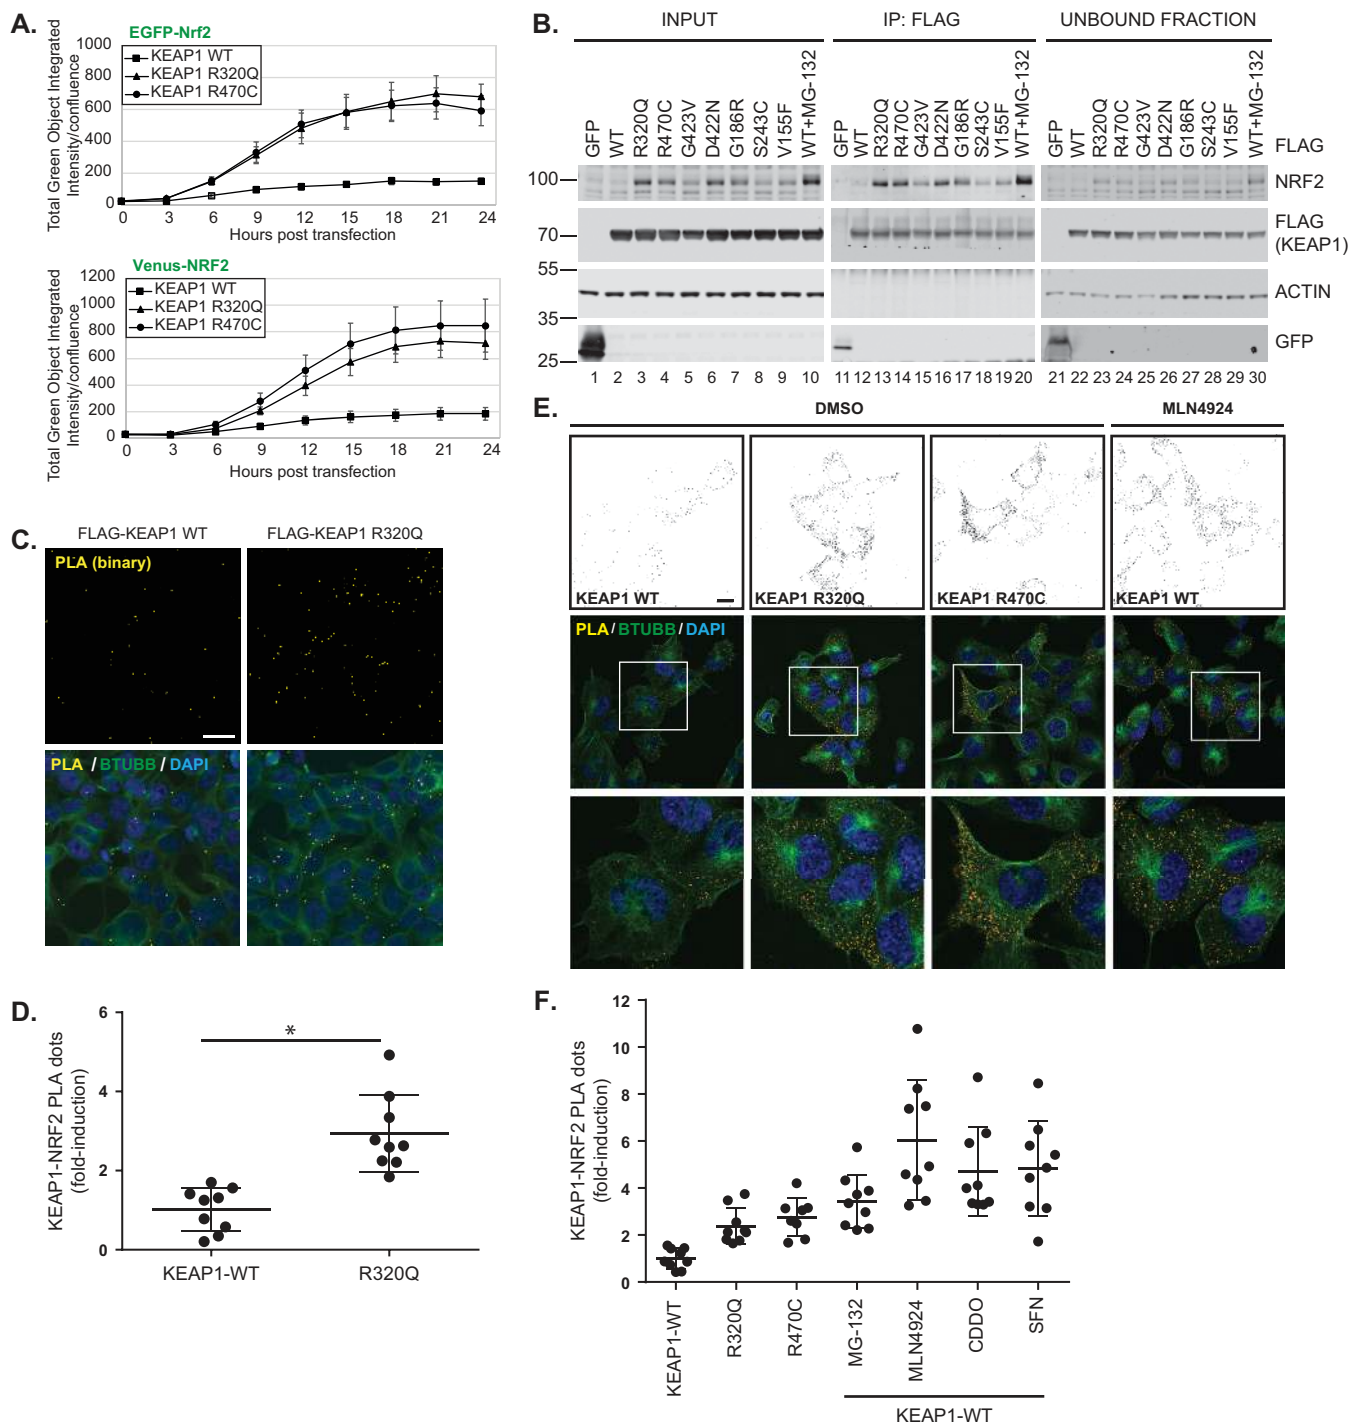 A.
EGFP-Nrf2
Total Green Object Integrated
Intensity/confluence
1000
800
600
400
200
0
KEAP1 WT
KEAP1 R320Q
KEAP1 R470C
0 3 6 9 12 15 18 21 24
Hours post transfection
Venus-NRF2
Total Green Object Integrated
Intensity/confluence
1200
1000
800
600
400
200
0
KEAP1 WT
KEAP1 R320Q
KEAP1 R470C
0 3 6 9 12 15 18 21 24
Hours post transfection
B.
INPUT IP: FLAG UNBOUND FRACTION
GFP WT R320Q R470C G423V D422N G186R S243C V155F WT+MG-132
GFP WT R320Q R470C G423V D422N G186R S243C V155F WT+MG-132
GFP WT R320Q R470C G423V D422N G186R S243C V155F WT+MG-132
FLAG
100 NRF2
70 FLAG
(KEAP1)
55
ACTIN
35
GFP
25
1 2 3 4 5 6 7 8 9 10 11 12 13 14 15 16 17 18 19 20 21 22 23 24 25 26 27 28 29 30
C.
FLAG-KEAP1 WT FLAG-KEAP1 R320Q
PLA (binary)
PLA / BTUBB / DAPI
D.
KEAP1-NRF2 PLA dots
(fold-induction)
6
4
2
0
*
KEAP1-WT R320Q
E.
DMSO MLN4924
KEAP1 WT KEAP1 R320Q KEAP1 R470C KEAP1 WT
PLA / BTUBB / DAPI
F.
KEAP1-NRF2 PLA dots
(fold-induction)
12
10
8
6
4
2
0
KEAP1-WT R320Q R470C MG-132 MLN4924 CDDO SFN
KEAP1-WT